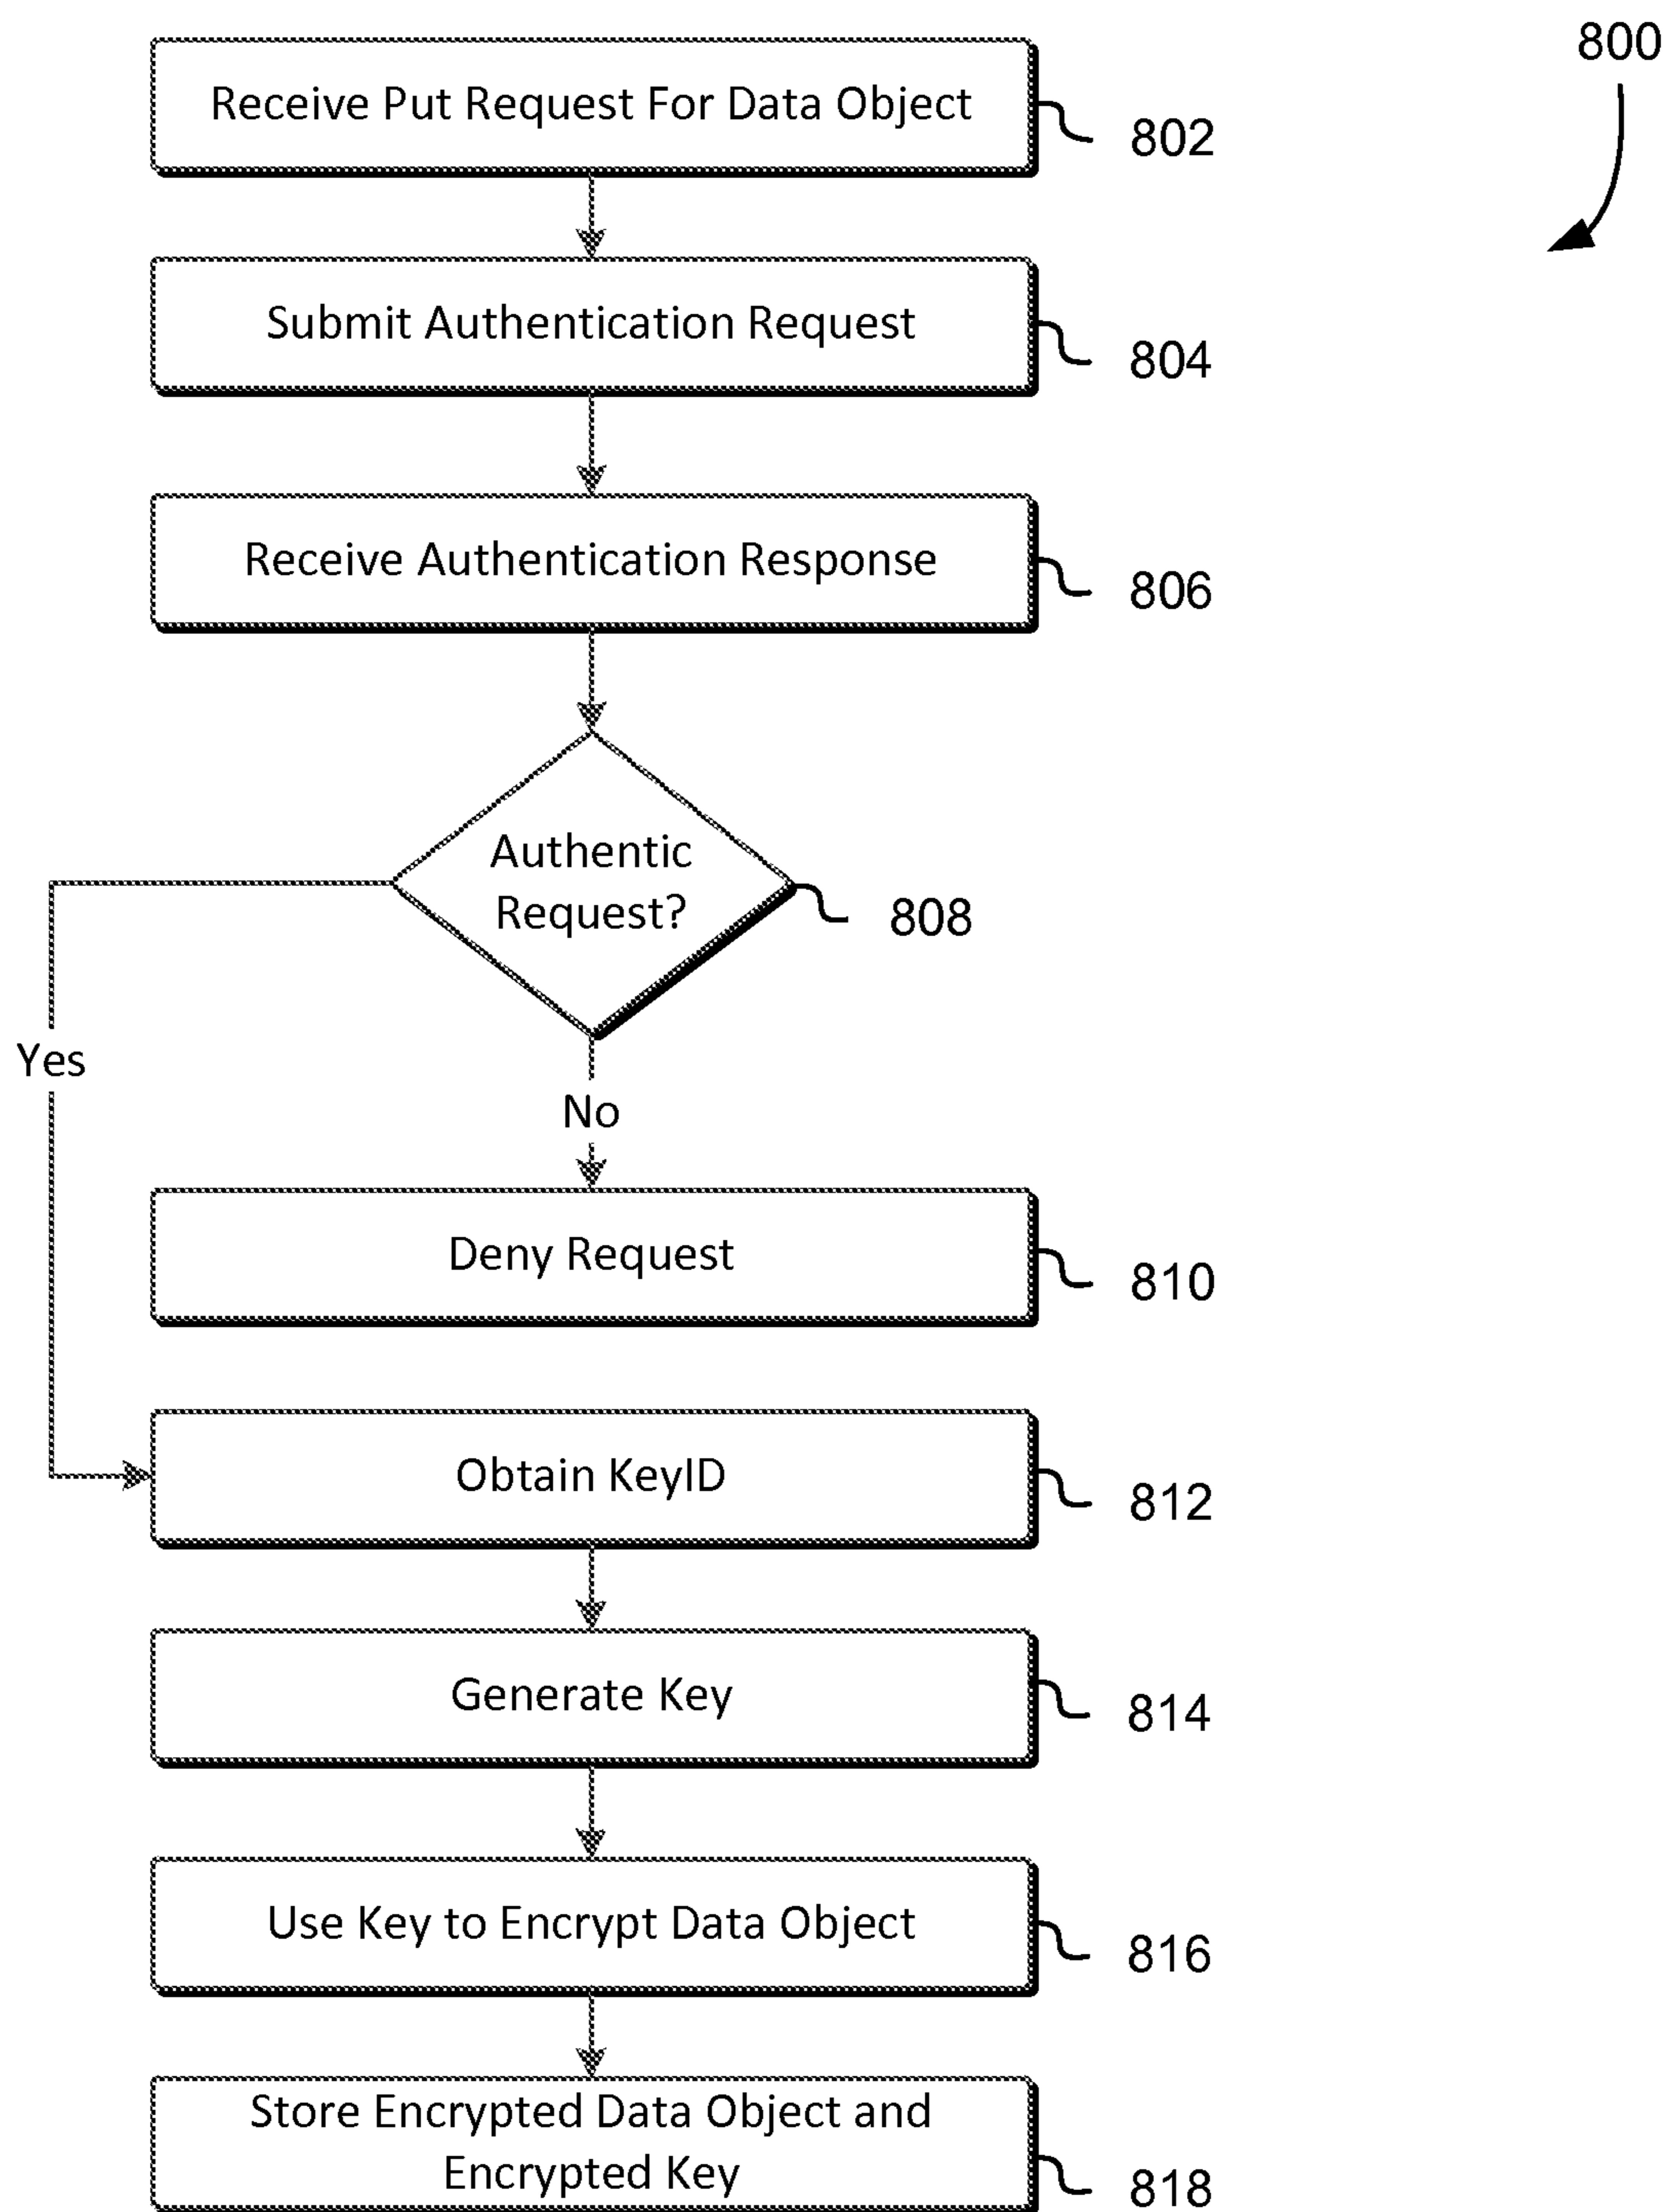 800
Receive Put Request For Data Object
802
Submit Authentication Request
804
Receive Authentication Response
806
Authentic
Request?
808
Yes
No
Deny Request
810
Obtain KeyID
812
Generate Key
814
Use Key to Encrypt Data Object
816
Store Encrypted Data Object and
Encrypted Key
818